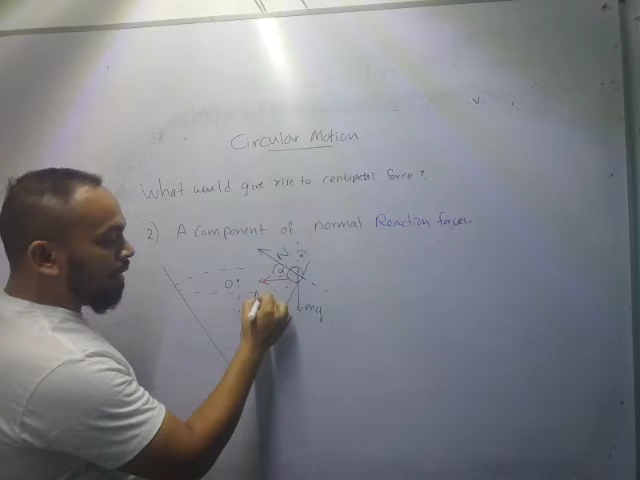 Circular Motion
What would give rise to centripetal force?
2) A component of normal Reaction forces.
N
α
α
O
mg